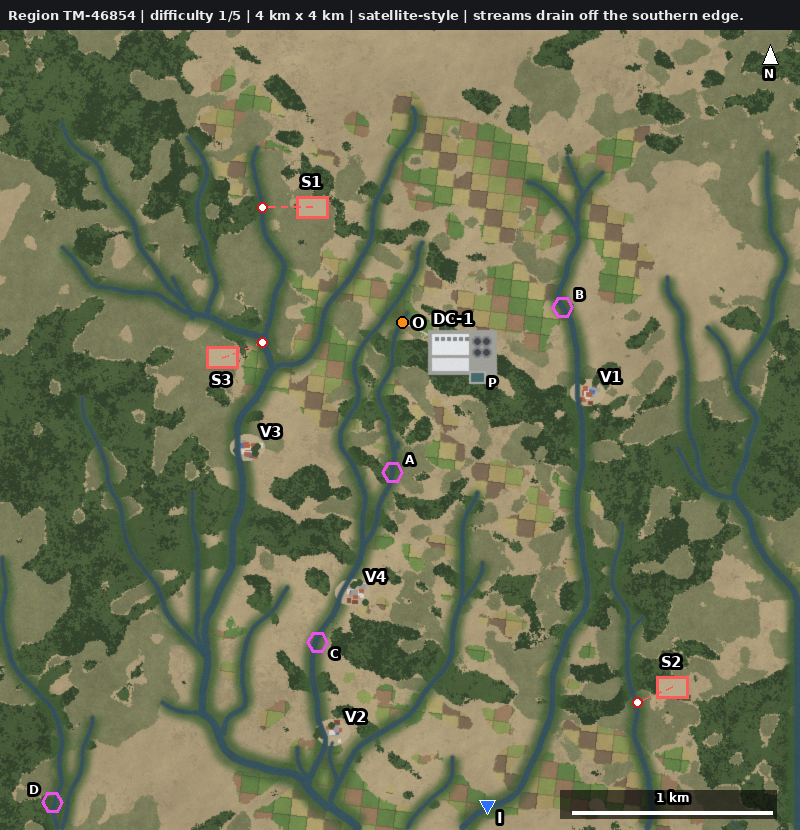 Region TM-46854 | difficulty 1/5 | 4 km x 4 km | satellite-style | streams drain off the southern edge.
N
S1
B
O DC-1
P
S3
V1
V3
A
V4
C
S2
V2
D
1 km
I